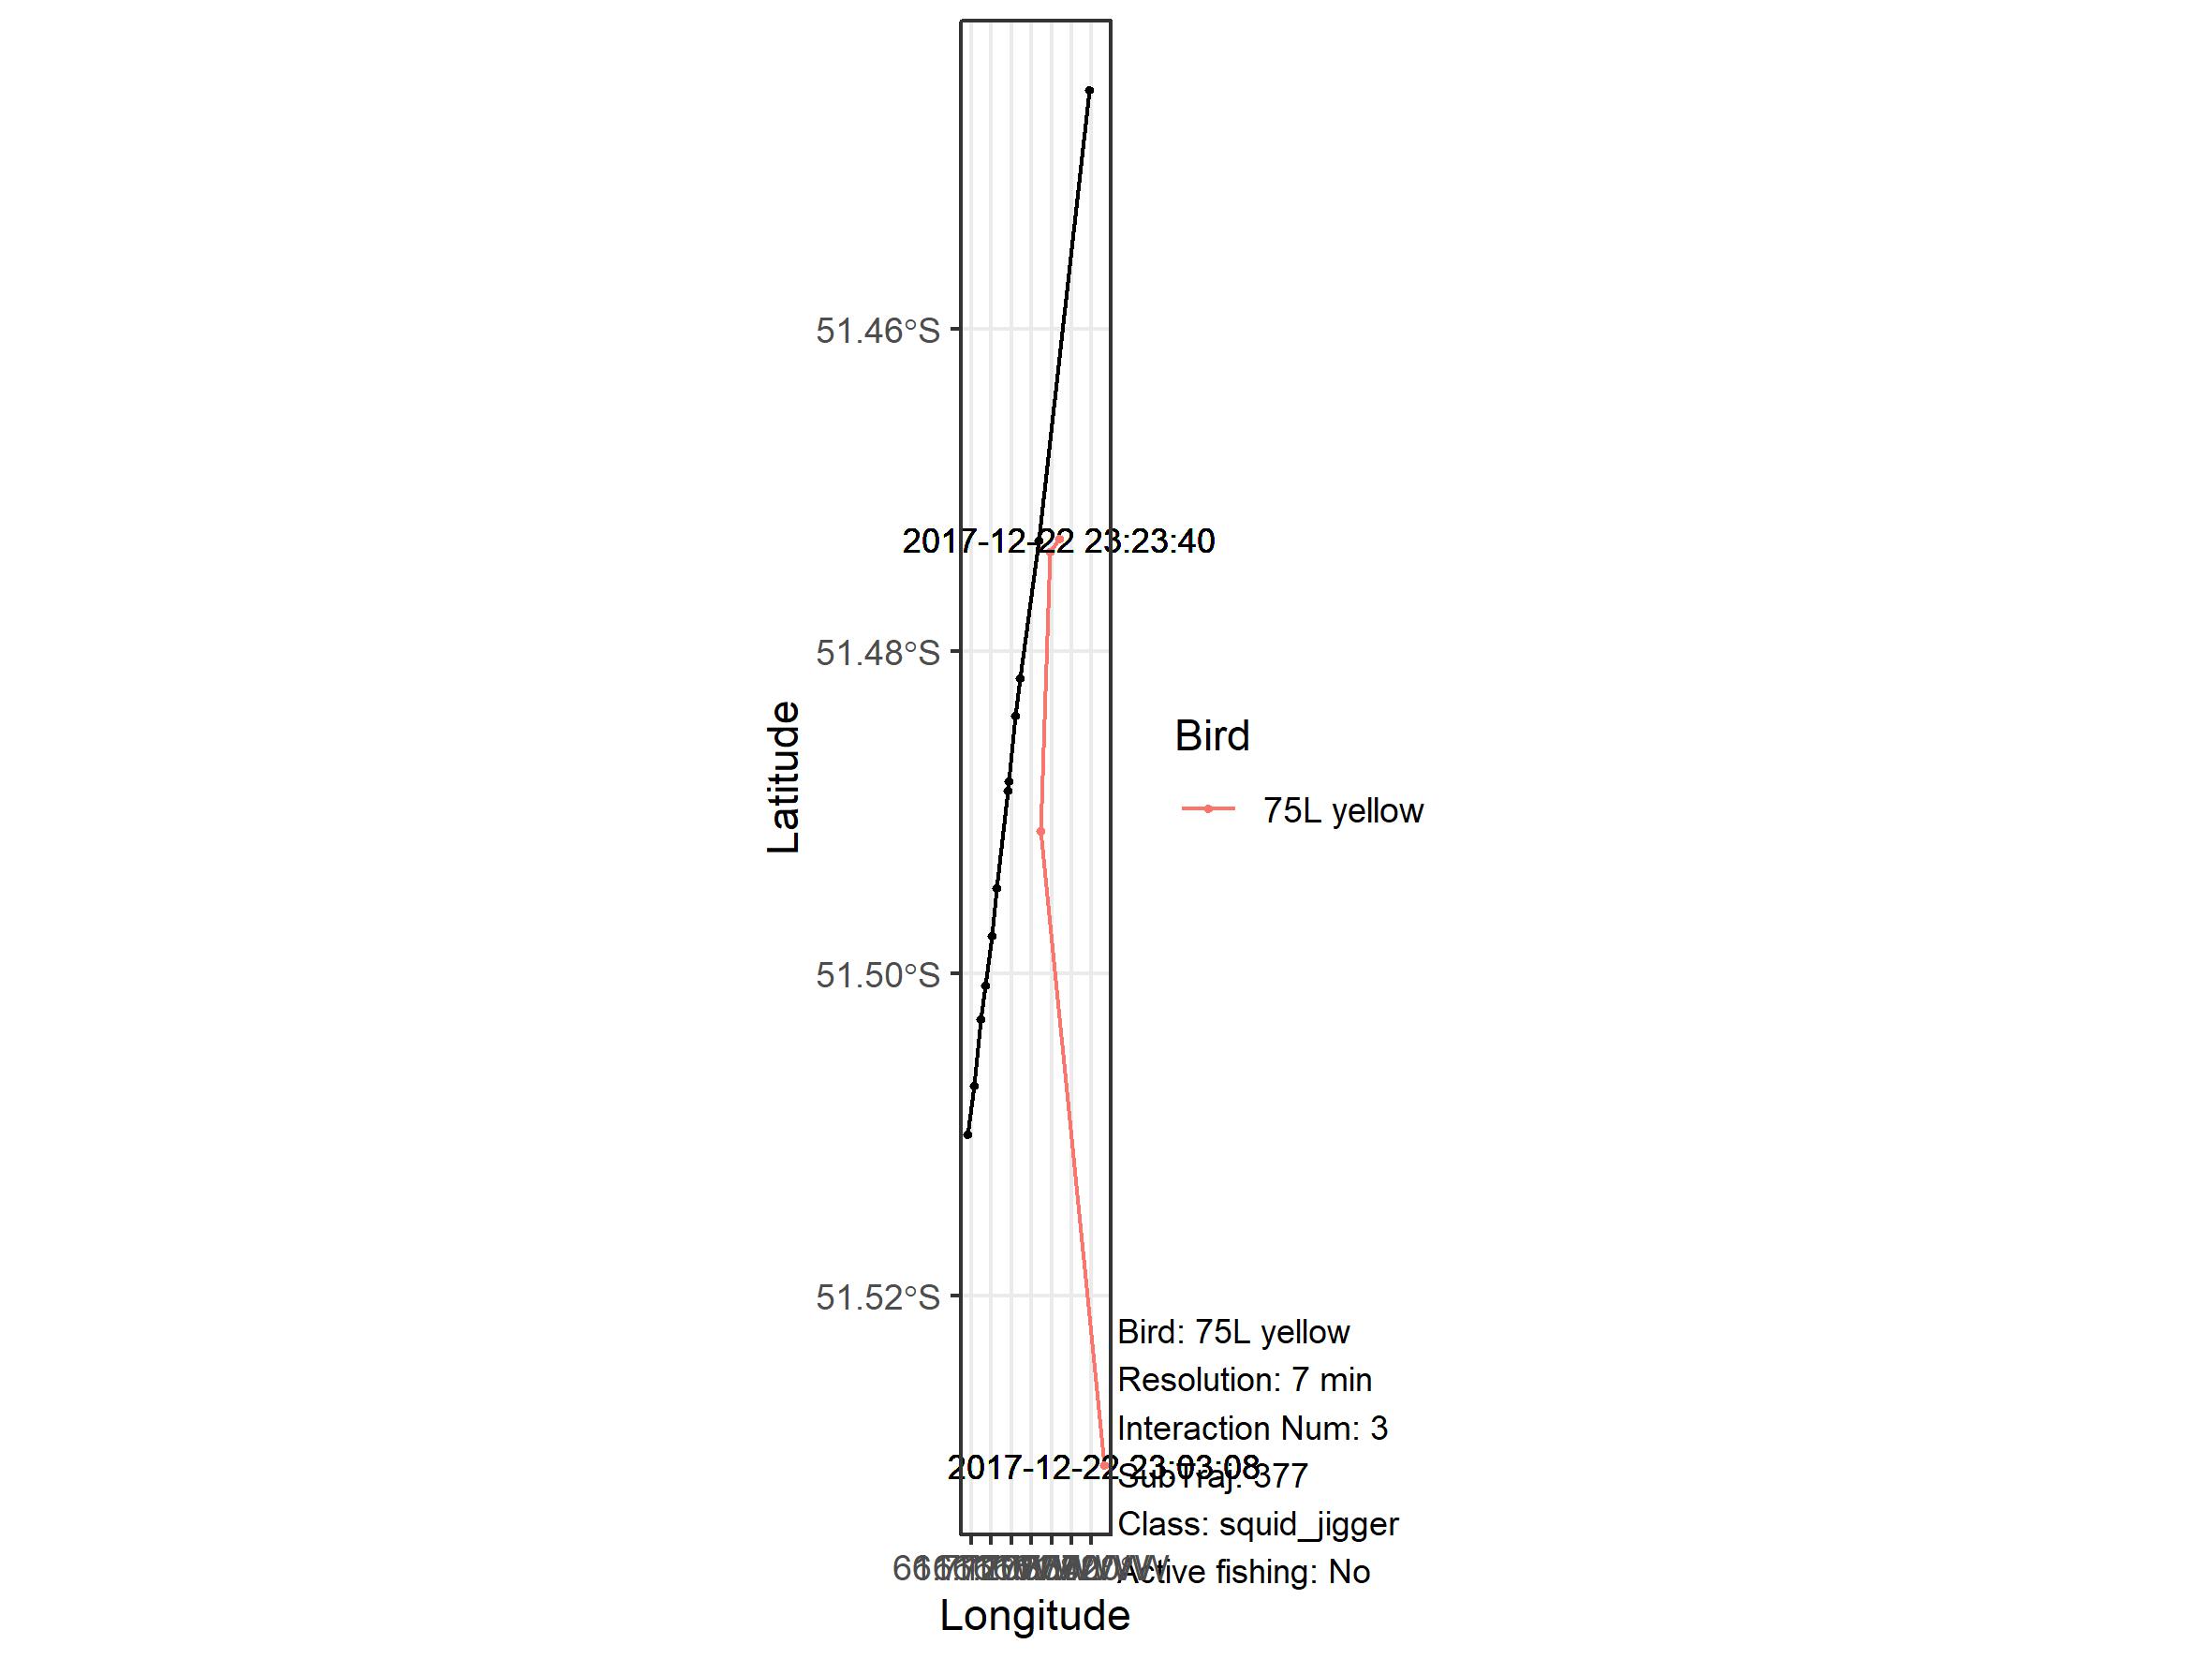 51.46°S
2017-12-22 23:23:40
51.48°S
Latitude
Bird
75L yellow
51.50°S
51.52°S
Bird: 75L yellow
Resolution: 7 min
Interaction Num: 3
2017-12-22 23:03:08
SubTraj: 377
Class: squid_jigger
Active fishing: No
Longitude